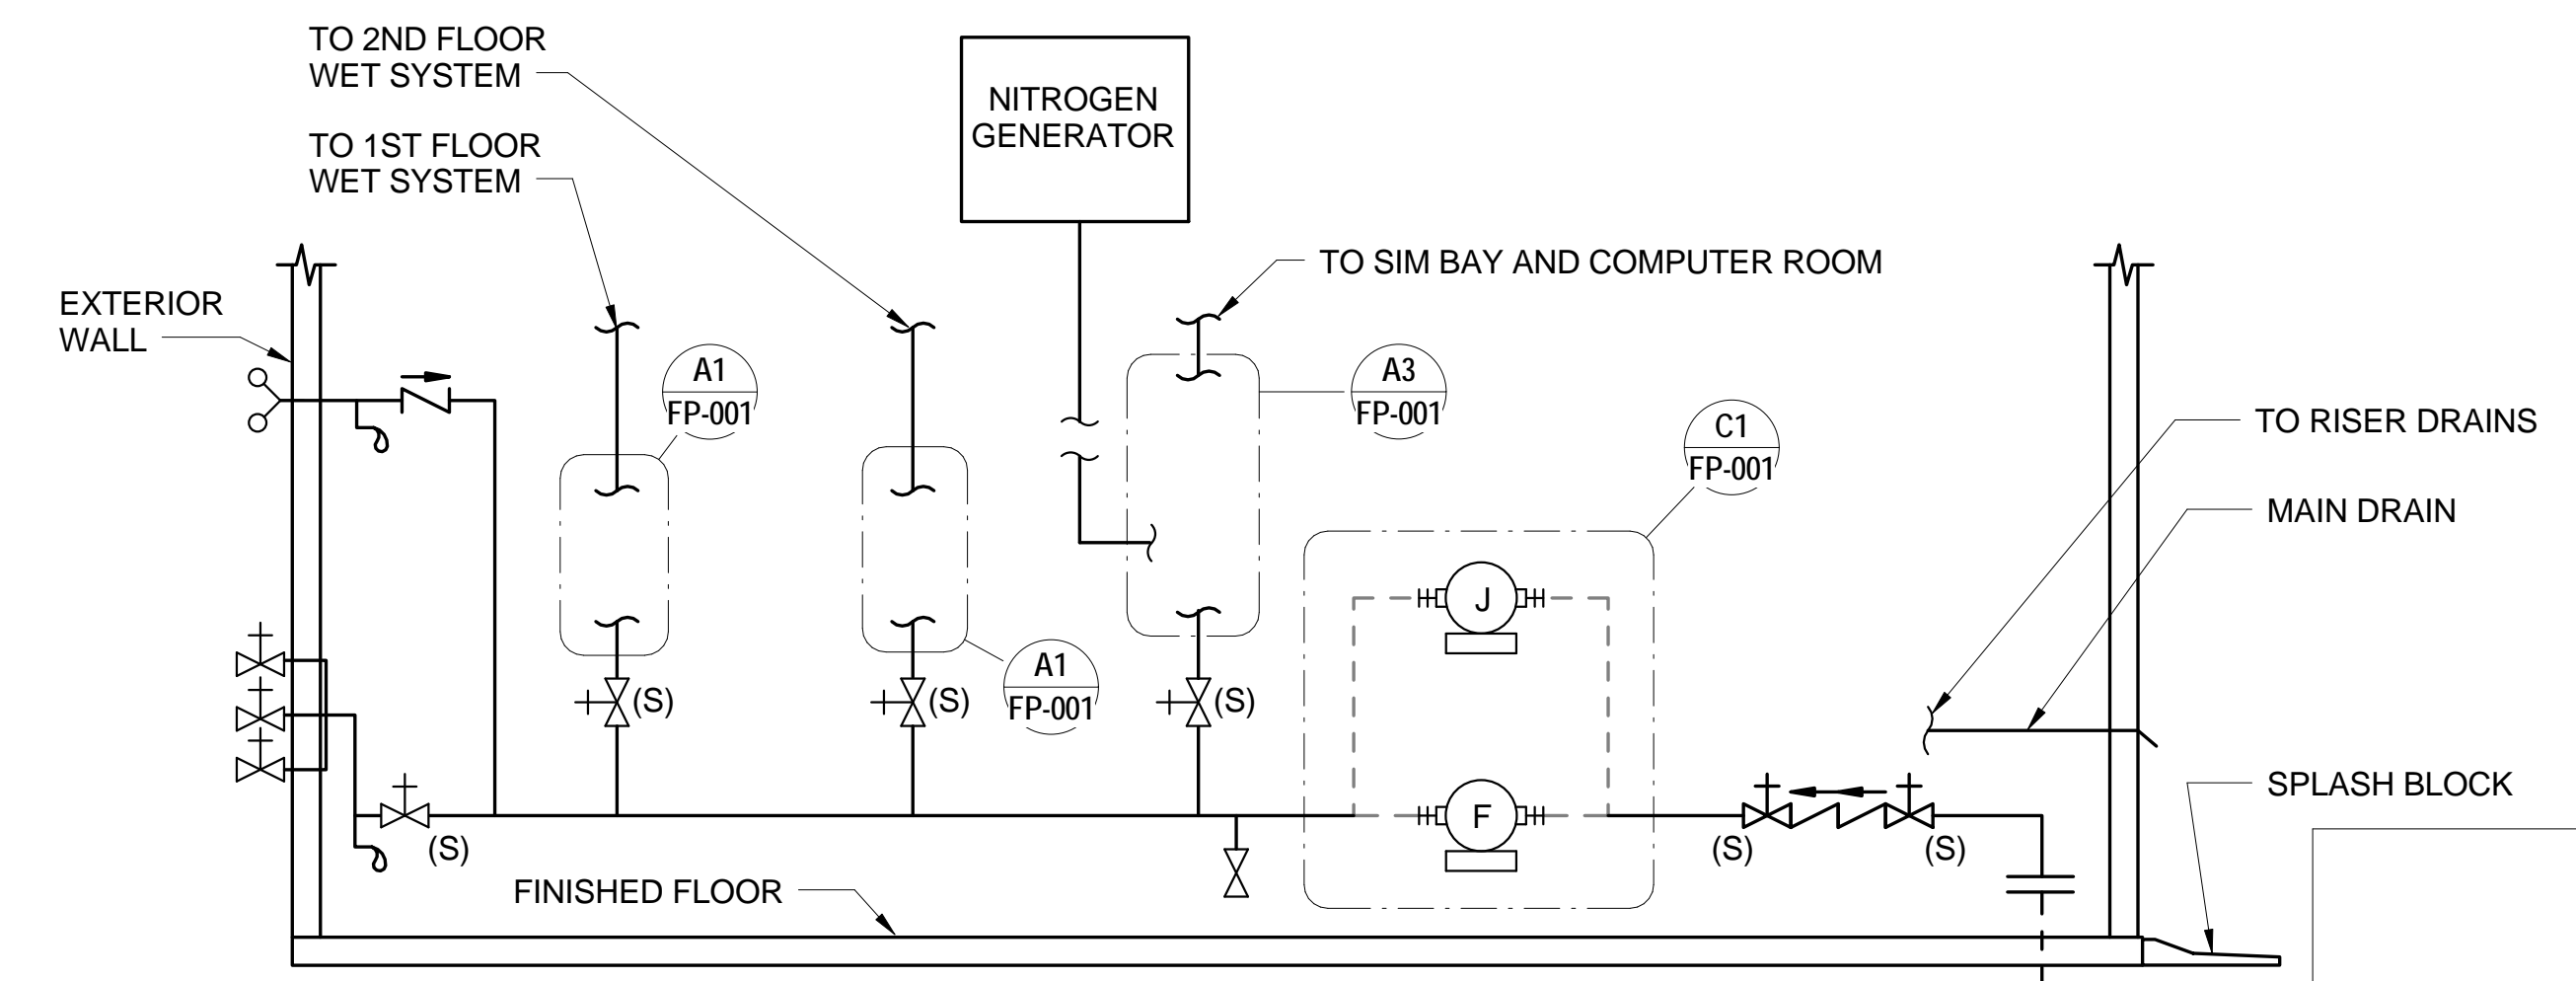 TO 2ND FLOOR
WET SYSTEM
TO 1ST FLOOR
WET SYSTEM
NITROGEN
GENERATOR
TO SIM BAY AND COMPUTER ROOM
EXTERIOR
WALL
A1
FP-001
A3
FP-001
C1
FP-001
TO RISER DRAINS
MAIN DRAIN
J
A1
FP-001
(S)
(S)
(S)
SPLASH BLOCK
F
(S)
(S)
(S)
FINISHED FLOOR